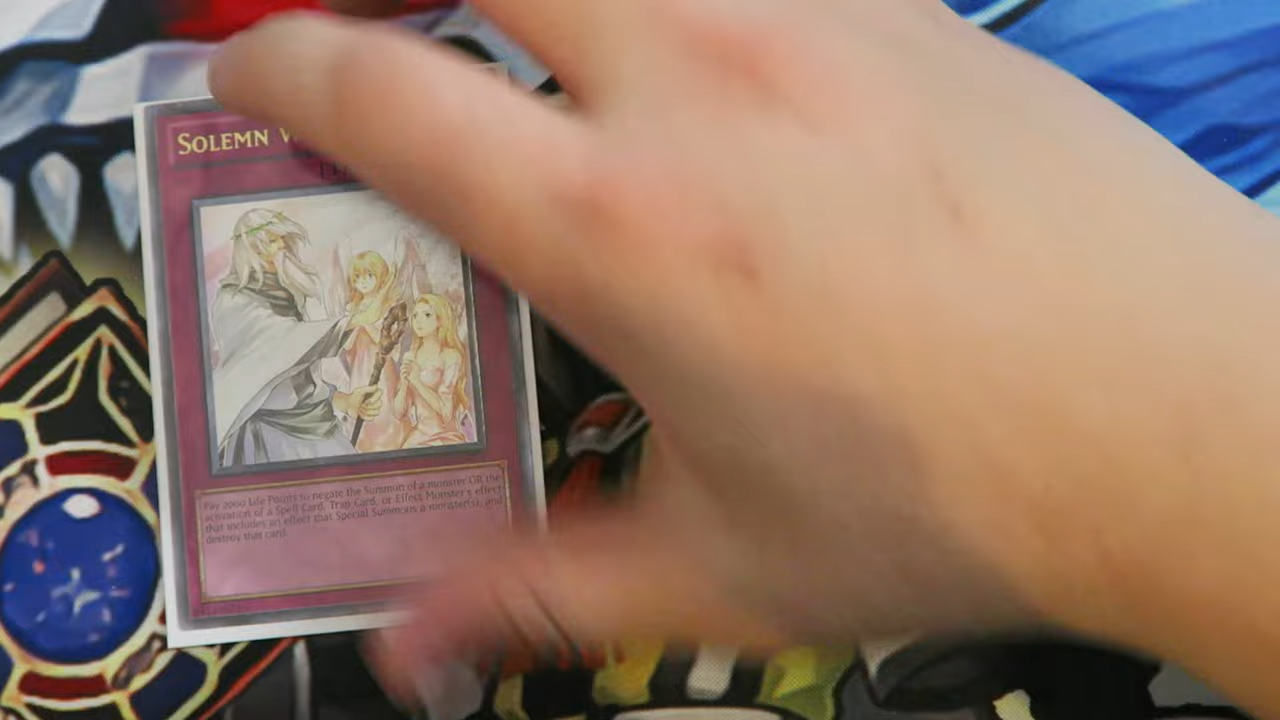 SOLEMN
Pay 2000 Life Points to negate the Summon of a monster OR the
activation of a Spell Card, Trap Card, or Effect Monster's effect
that includes an effect that Special Summons a monster(s), and
destroy that card.